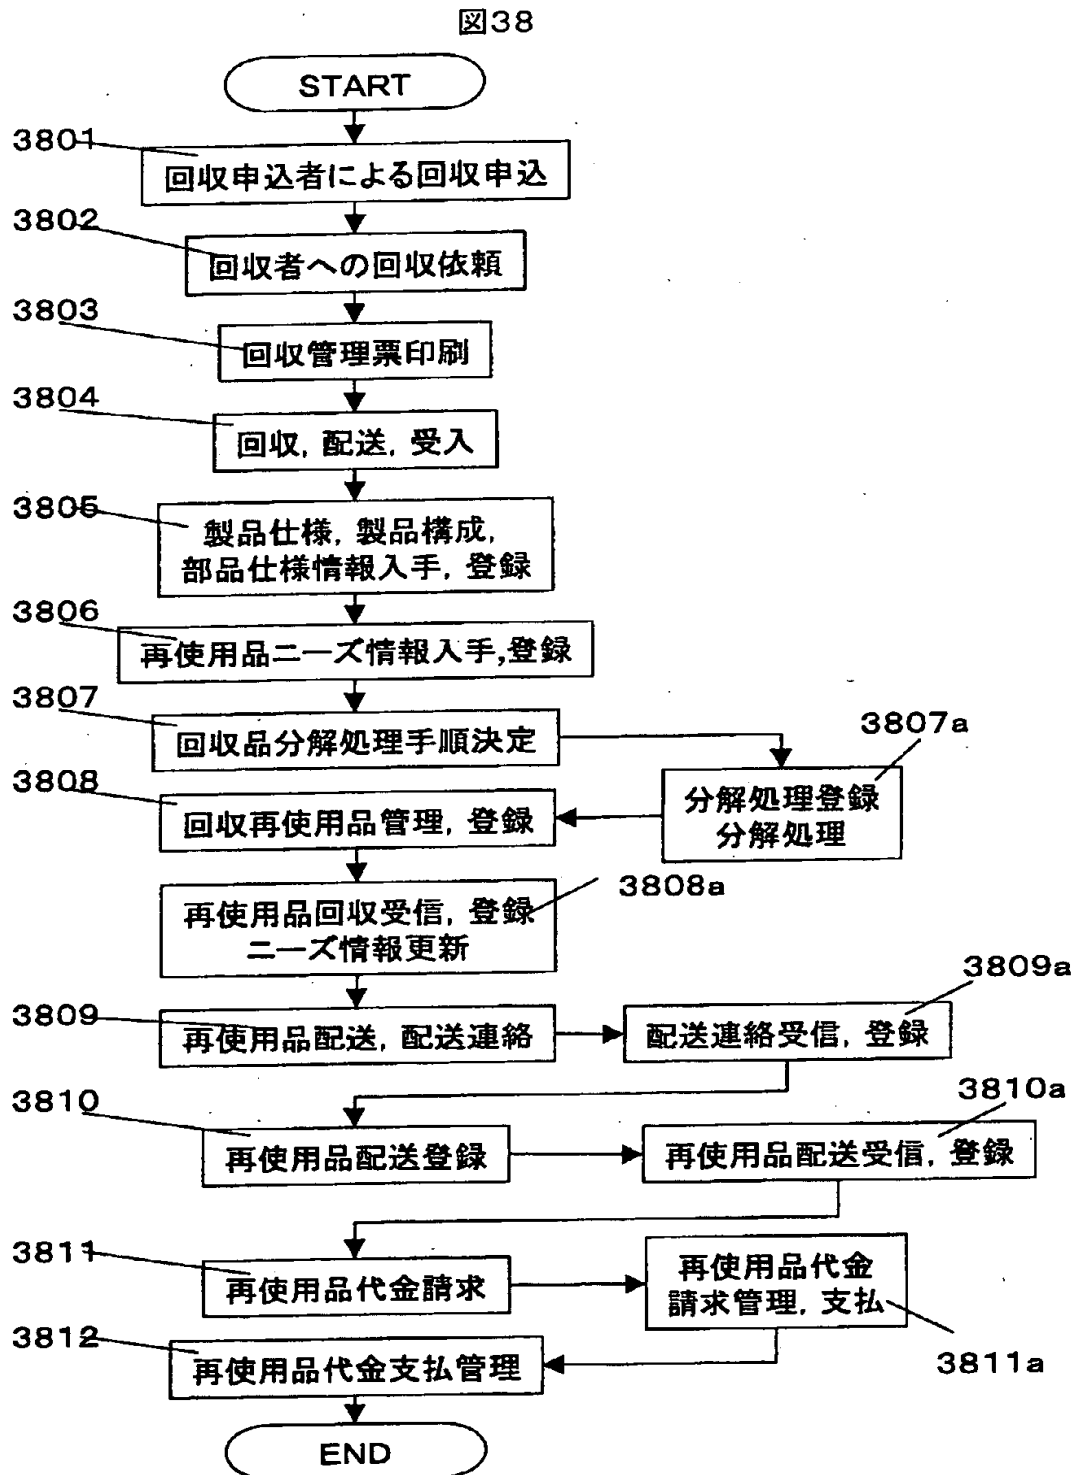 図38
START
3801
回収申込者による回収申込
3802
回収者への回収依頼
3803
回収管理票印刷
3804
回収, 配送, 受入
3805
製品仕様, 製品構成,
部品仕様情報入手, 登録
3806
再使用品ニーズ情報入手,登録
3807
回収品分解処理手順決定
3807a
分解処理登録
分解処理
3808
回収再使用品管理, 登録
3808a
再使用品回収受信, 登録
ニーズ情報更新
3809
再使用品配送, 配送連絡
3809a
配送連絡受信, 登録
3810
再使用品配送登録
3810a
再使用品配送受信, 登録
3811
再使用品代金請求
再使用品代金
請求管理, 支払
3811a
3812
再使用品代金支払管理
END